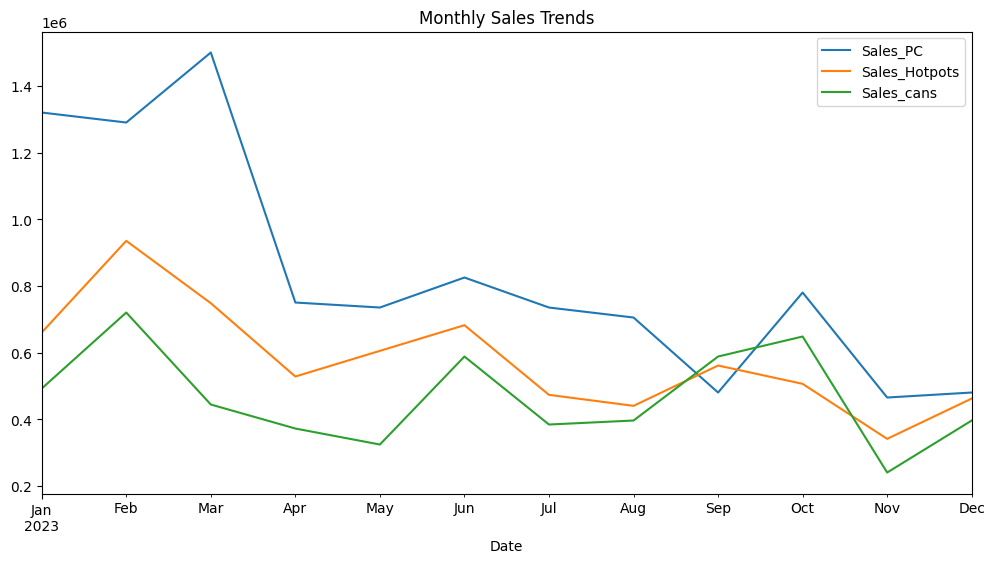 Monthly Sales Trends
1e6
Sales_PC
Sales_Hotpots
Sales_cans
1.4
1.2
1.0
0.8
0.6
0.4
0.2
Jan Feb Mar Apr May Jun Jul Aug Sep Oct Nov Dec
2023
Date